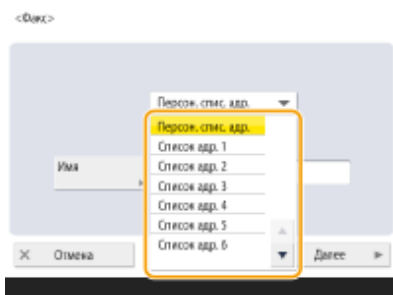 <Факс>
Персон. спис. адр.
Персон. спис. адр.
Список адр. 1
Имя
Список адр. 2
Список адр. 3
Список адр. 4
Список адр. 5
Список адр. 6
Отмена
Далее